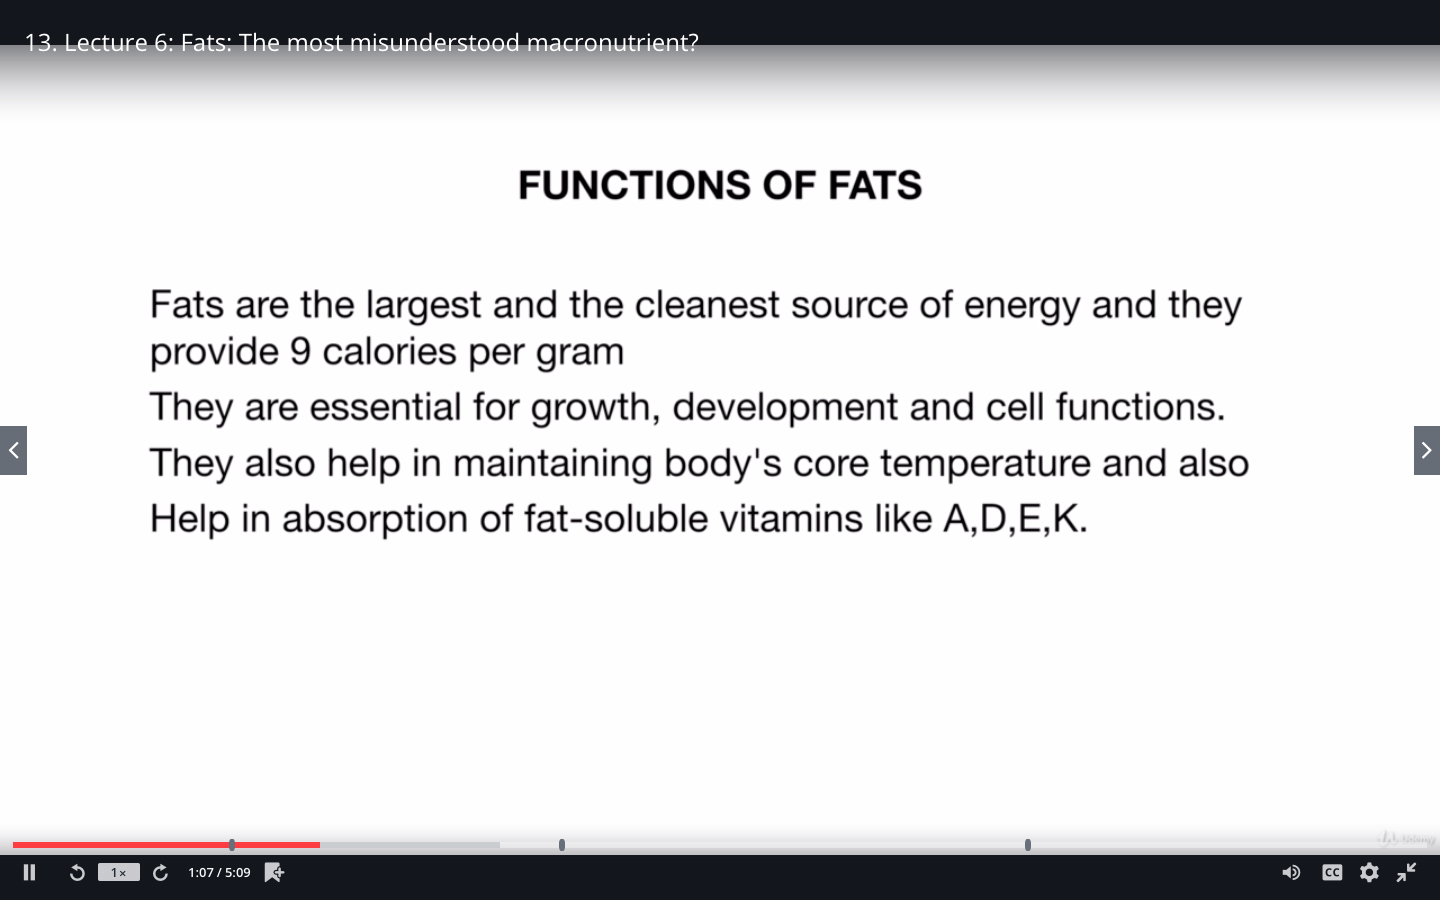 13. Lecture 6: Fats: The most misunderstood macronutrient?
FUNCTIONS OF FATS
Fats are the largest and the cleanest source of energy and they
provide 9 calories per gram
They are essential for growth, development and cell functions.
They also help in maintaining body's core temperature and also
Help in absorption of fat-soluble vitamins like A,D,E,K.
Udemy
1× 1:07 / 5:09 CC